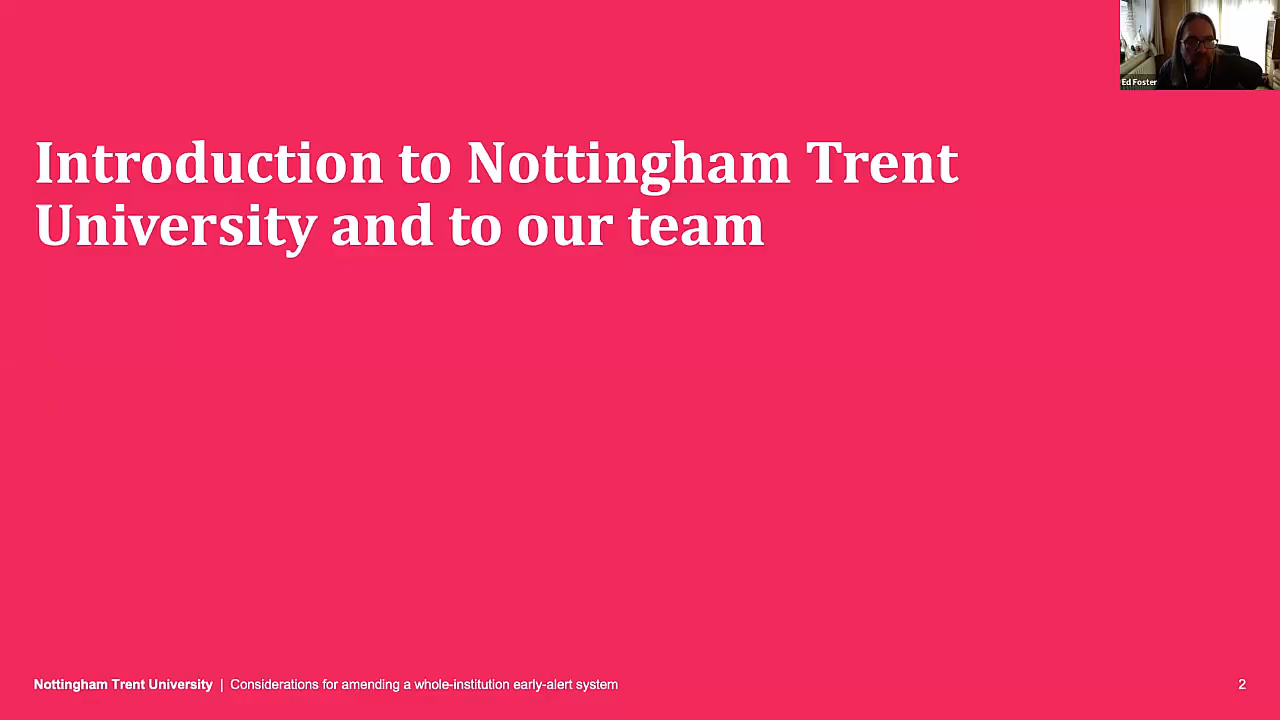 Ed Foster
Introduction to Nottingham Trent
University and to our team
Nottingham Trent University | Considerations for amending a whole-institution early-alert system
2